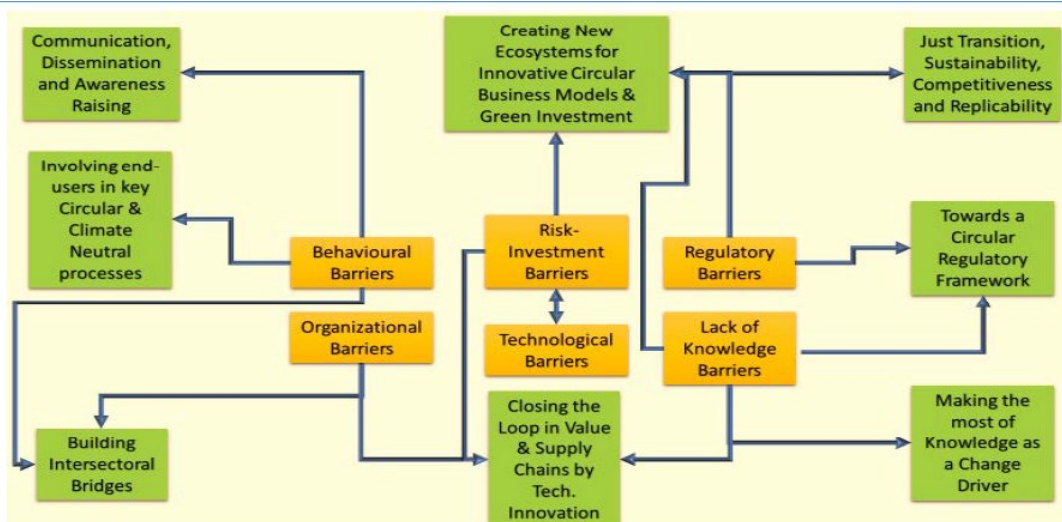 Communication,
Dissemination
and Awareness
Raising
Creating New
Ecosystems for
Innovative Circular
Business Models &
Green Investment
Just Transition,
Sustainability,
Competitiveness
and Replicability
Involving end-
users in key
Circular &
Climate
Neutral
processes
Behavioural
Barriers
Risk-
Investment
Barriers
Regulatory
Barriers
Towards a
Circular
Regulatory
Framework
Organizational
Barriers
Technological
Barriers
Lack of
Knowledge
Barriers
Building
Intersectoral
Bridges
Closing the
Loop in Value
& Supply
Chains by
Tech.
Innovation
Making the
most of
Knowledge as
a Change
Driver